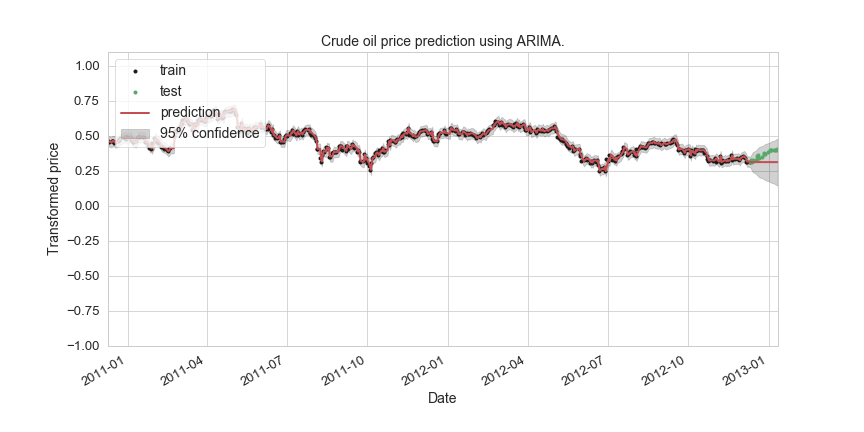 Crude oil price prediction using ARIMA.
train
test
prediction
95% confidence
Transformed price
1.00
0.75
0.50
0.25
0.00
−0.25
−0.50
−0.75
−1.00
2011-01
2011-04
2011-07
2011-10
2012-01
2012-04
2012-07
2012-10
2013-01
Date